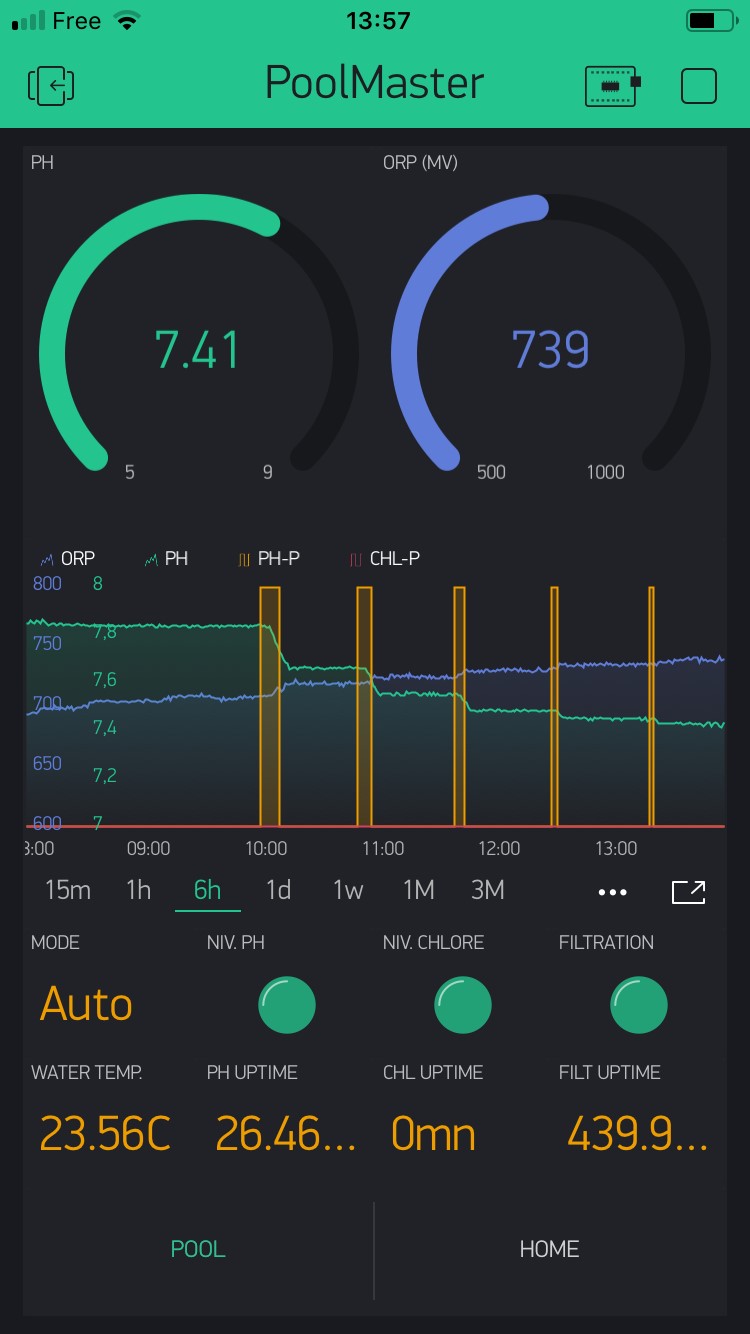 Free 13:57
PoolMaster
PH ORP (MV)
7.41 739
5 9 500 1000
ORP PH PH-P CHL-P
800 8
7,8
750
7,6
700
7,4
650
7,2
600 7
8:00 09:00 10:00 11:00 12:00 13:00
15m 1h 6h 1d 1w 1M 3M ...
MODE NIV. PH NIV. CHLORE FILTRATION
Auto
WATER TEMP. PH UPTIME CHL UPTIME FILT UPTIME
23.56C 26.46... 0mn 439.9...
POOL HOME